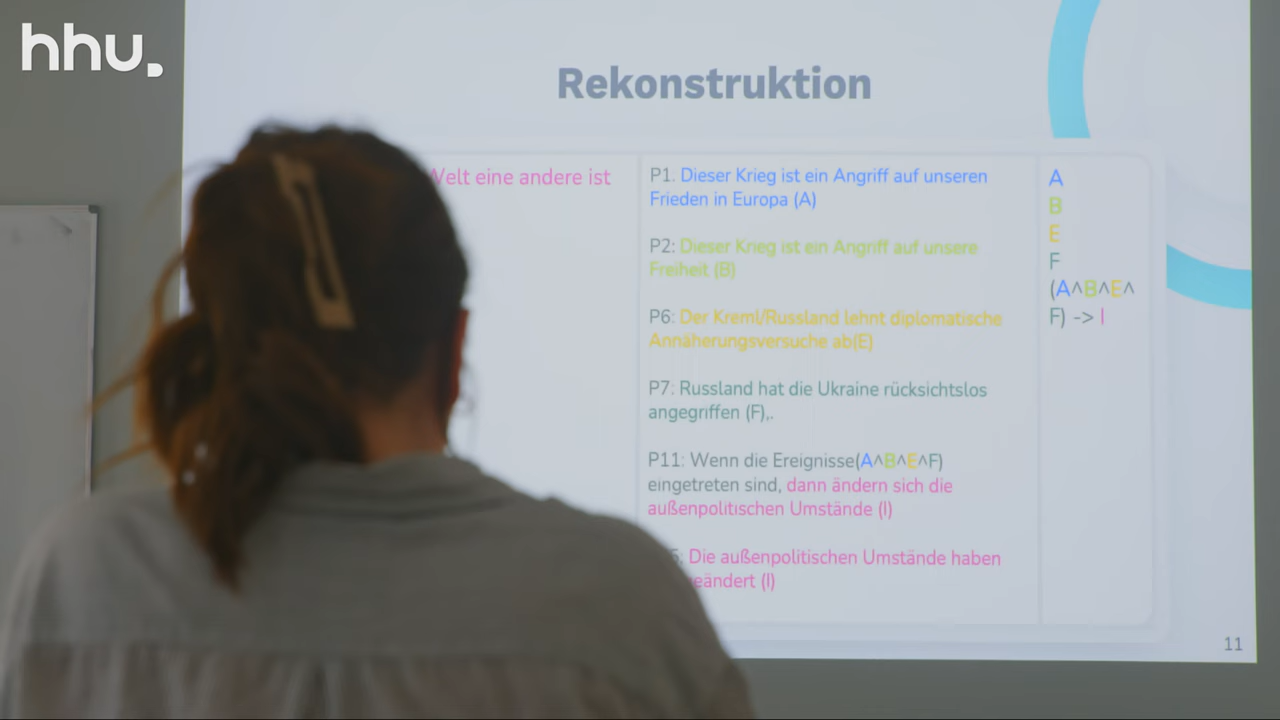 hhu.
Rekonstruktion
Welt eine andere ist
P1. Dieser Krieg ist ein Angriff auf unseren
Frieden in Europa (A)
P2: Dieser Krieg ist ein Angriff auf unsere
Freiheit (B)
P6: Der Kreml/Russland lehnt diplomatische
Annäherungsversuche ab(E)
P7: Russland hat die Ukraine rücksichtslos
angegriffen (F),.
P11: Wenn die Ereignisse(A^B^E^F)
eingetreten sind, dann ändern sich die
außenpolitischen Umstände (I)
5: Die außenpolitischen Umstände haben
eändert (I)
A
B
E
F
(A^B^E^
F) -> I
11